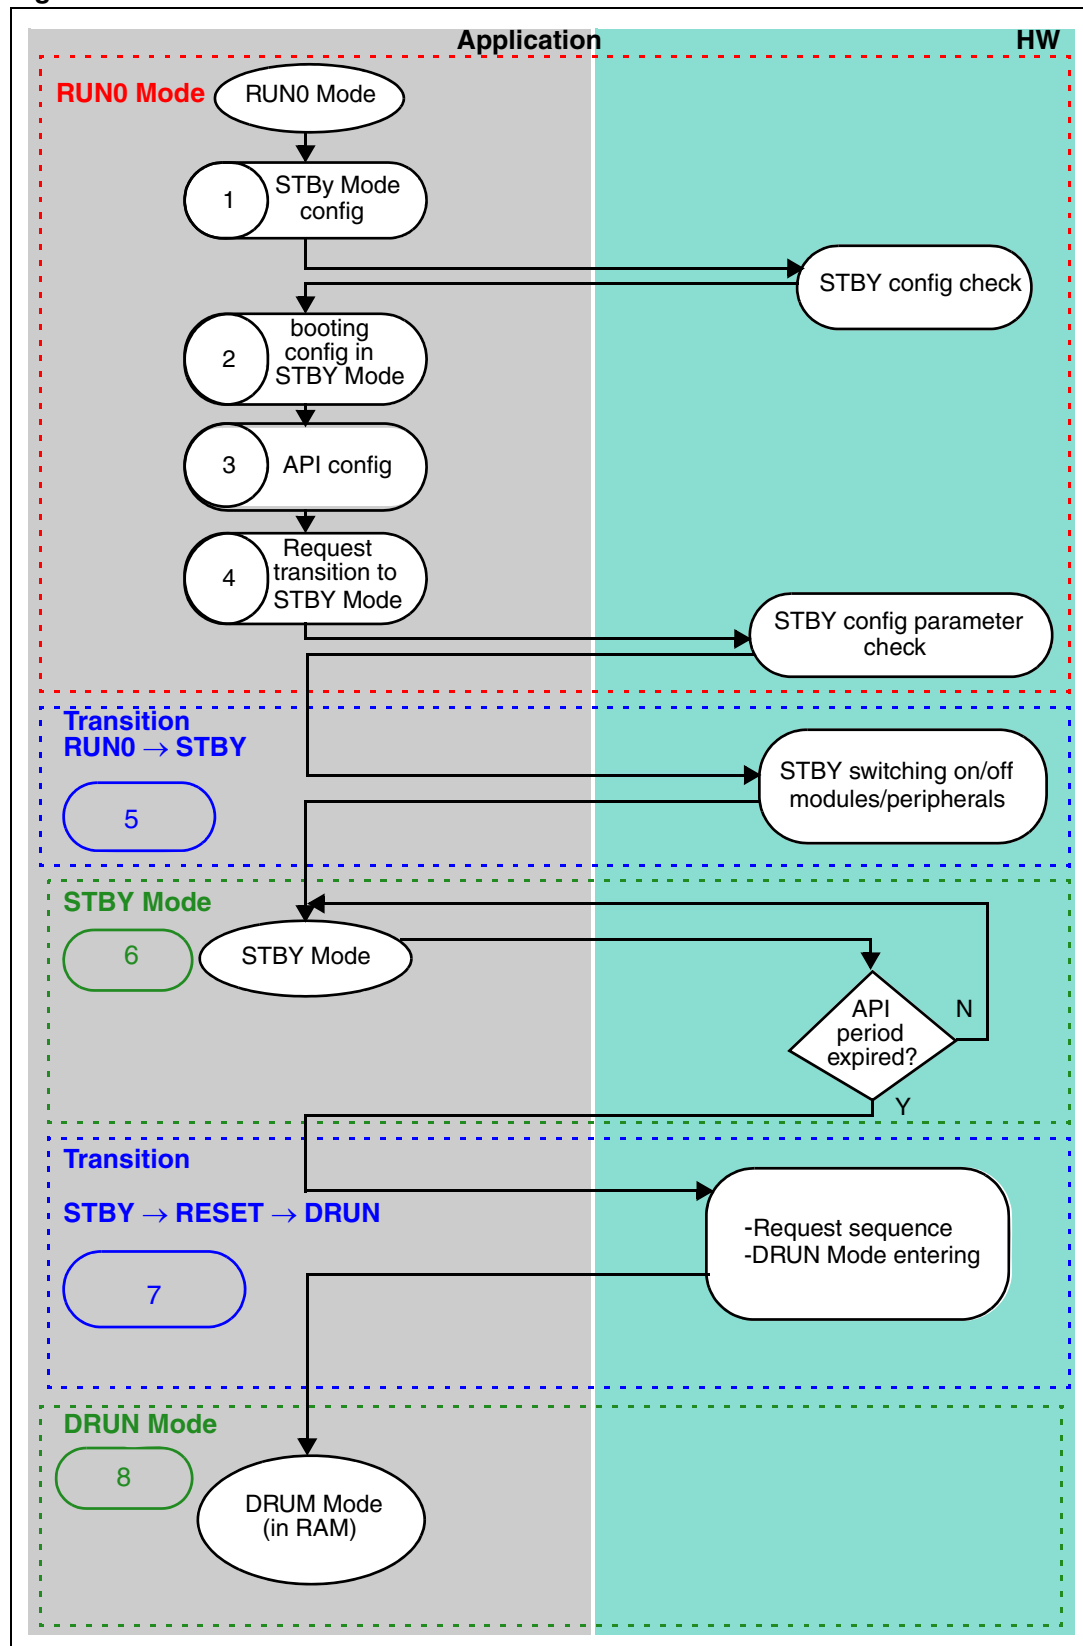 Application
HW
RUN0 Mode
RUN0 Mode
1
STBy Mode
config
STBY config check
2
booting
config in
STBY Mode
3
API config
4
Request
transition to
STBY Mode
STBY config parameter
check
Transition
RUN0 → STBY
5
STBY switching on/off
modules/peripherals
STBY Mode
6
STBY Mode
API
period
expired?
N
Y
Transition
STBY → RESET → DRUN
7
-Request sequence
-DRUN Mode entering
DRUN Mode
8
DRUM Mode
(in RAM)